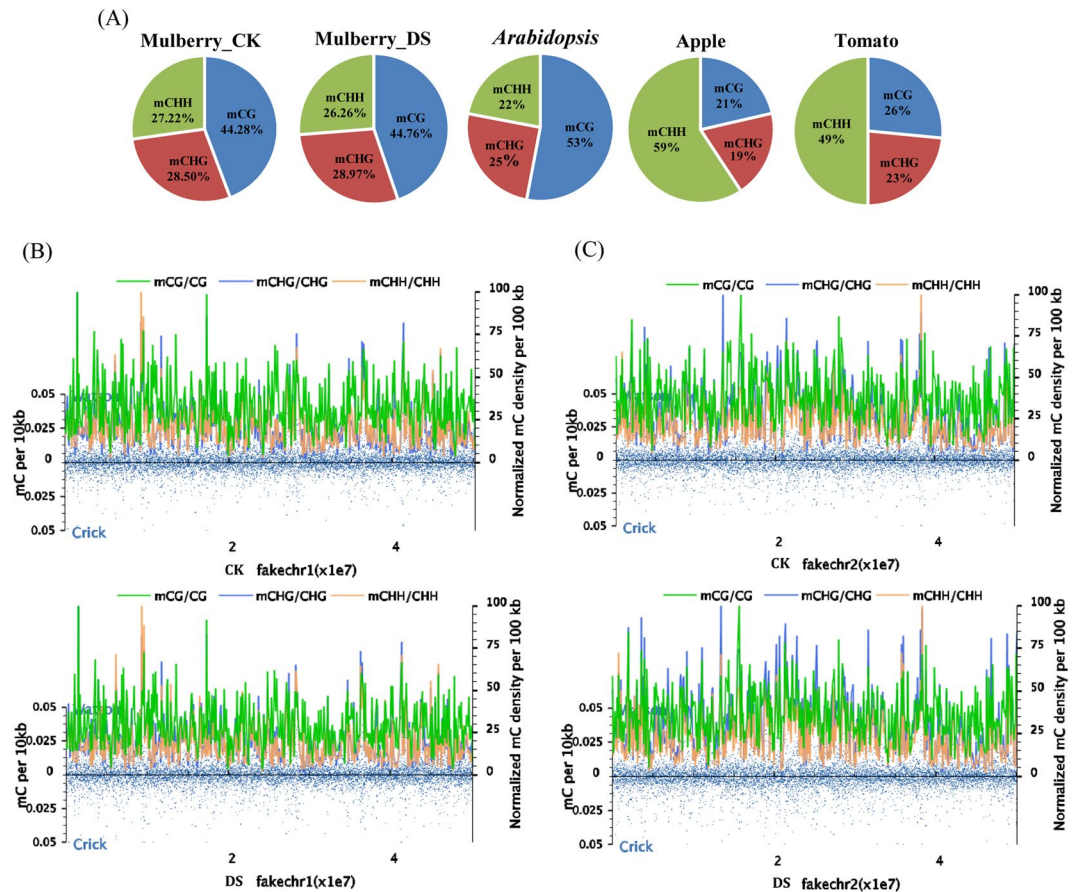 (A)
Mulberry_CK Mulberry_DS Arabidopsis Apple Tomato
mCHH 27.22% mCG 44.28% mCHG 28.50%
mCHH 26.26% mCG 44.76% mCHG 28.97%
mCHH 22% mCG 53% mCHG 25%
mCG 21% mCHH 59% mCHG 19%
mCG 26% mCHH 49% mCHG 23%
(B)
mCG/CG mCHG/CHG mCHH/CHH
100
75
50
25
0
Normalized mC density per 100 kb
0.05
0.025
0
0.025
0.05
mC per 10kb
Crick
2 4
CK fakechr1(x1e7)
(C)
mCG/CG mCHG/CHG mCHH/CHH
100
75
50
25
0
Normalized mC density per 100 kb
0.05
0.025
0
0.025
0.05
mC per 10kb
Crick
2 4
CK fakechr2(x1e7)
mCG/CG mCHG/CHG mCHH/CHH
100
75
50
25
0
Normalized mC density per 100 kb
0.05
0.025
0
0.025
0.05
mC per 10kb
Crick
2 4
DS fakechr1(x1e7)
mCG/CG mCHG/CHG mCHH/CHH
100
75
50
25
0
Normalized mC density per 100 kb
0.05
0.025
0
0.025
0.05
mC per 10kb
Crick
2 4
DS fakechr2(x1e7)